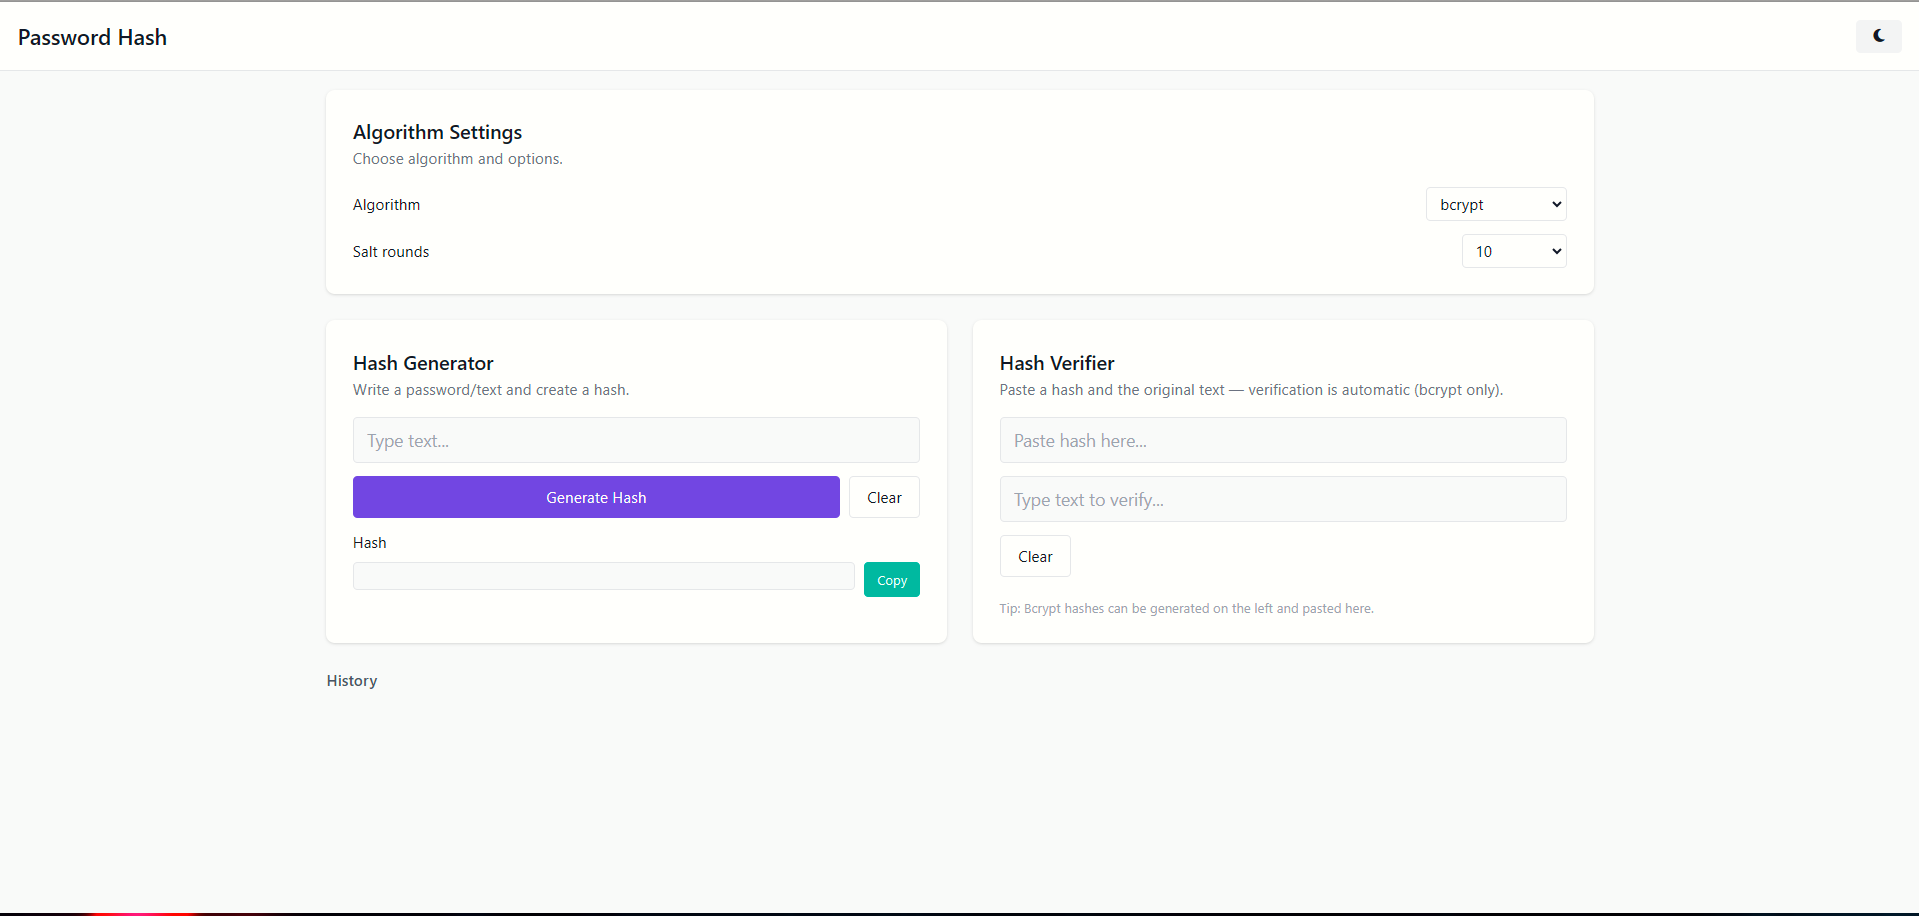 Password Hash
Algorithm Settings
Choose algorithm and options.
Algorithm
bcrypt
Salt rounds
10
Hash Generator
Write a password/text and create a hash.
Type text...
Generate Hash
Clear
Hash
Copy
Hash Verifier
Paste a hash and the original text — verification is automatic (bcrypt only).
Paste hash here...
Type text to verify...
Clear
Tip: Bcrypt hashes can be generated on the left and pasted here.
History